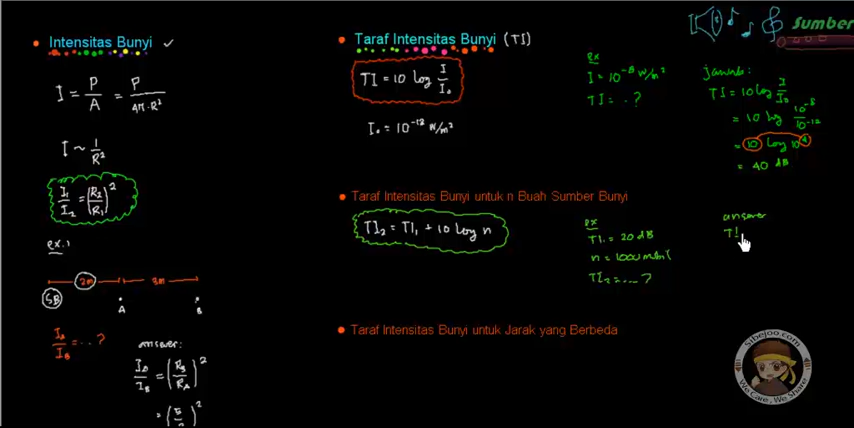 Intensitas Bunyi ✓
I = P/A = P/4π·R²
I ~ 1/R²
I₁/I₂ = (R₂/R₁)²
ex.1
2m 3m
SB A B
I_A/I_B = ...?
answer:
I_A/I_B = (R_B/R_A)²
Taraf Intensitas Bunyi (TI)
TI = 10 log I/I₀
I₀ = 10⁻¹² W/m²
ex
I = 10⁻⁸ W/m²
TI = ..?
jawab:
TI = 10 log I/I₀
= 10 log 10⁻⁸/10⁻¹²
= 10 log 10⁴
= 40 dB
Taraf Intensitas Bunyi untuk n Buah Sumber Bunyi
TI₂ = TI₁ + 10 log n
ex
TI₁ = 20 dB
n = 1000
TI₂ = ...?
answer
TI
Taraf Intensitas Bunyi untuk Jarak yang Berbeda
Sumber
Sibejoo.com
We Care, We Share